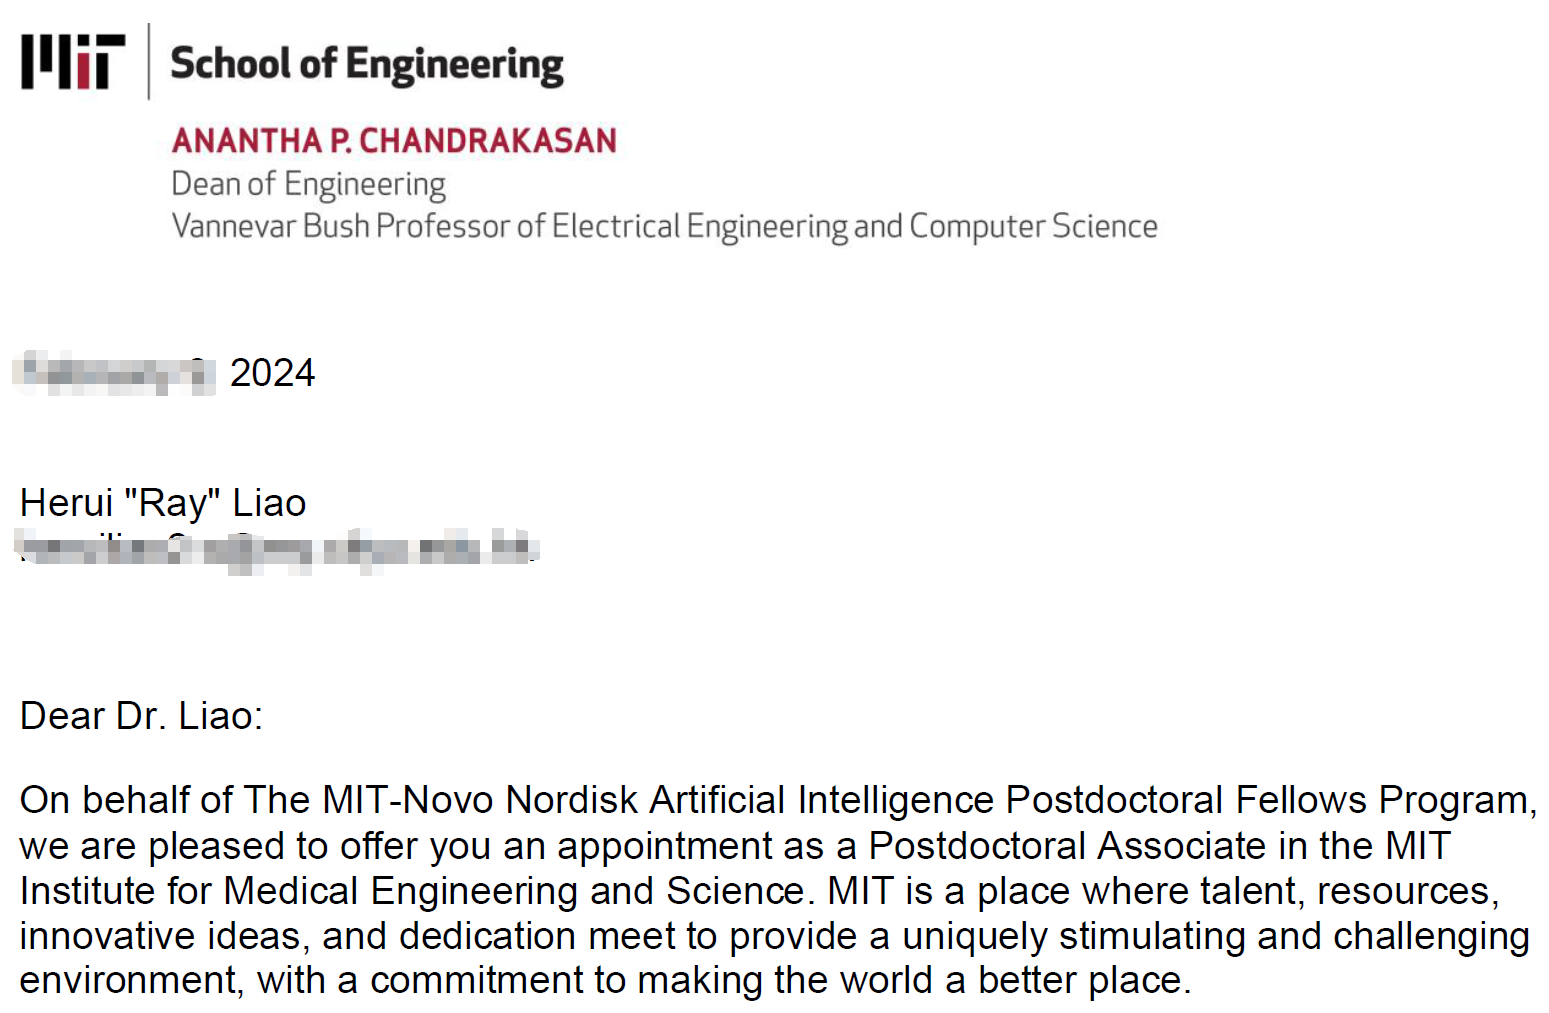 MIT School of Engineering
ANANTHA P. CHANDRAKASAN
Dean of Engineering
Vannevar Bush Professor of Electrical Engineering and Computer Science
2024
Herui "Ray" Liao
Dear Dr. Liao:
On behalf of The MIT-Novo Nordisk Artificial Intelligence Postdoctoral Fellows Program,
we are pleased to offer you an appointment as a Postdoctoral Associate in the MIT
Institute for Medical Engineering and Science. MIT is a place where talent, resources,
innovative ideas, and dedication meet to provide a uniquely stimulating and challenging
environment, with a commitment to making the world a better place.